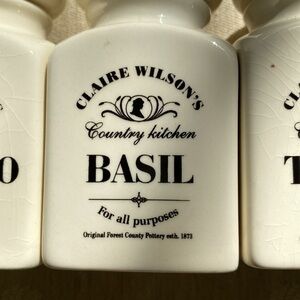 CLAIRE WILSON'S
Country kitchen
BASIL
For all purposes
Original Forest County Pottery estb. 1873
O
T